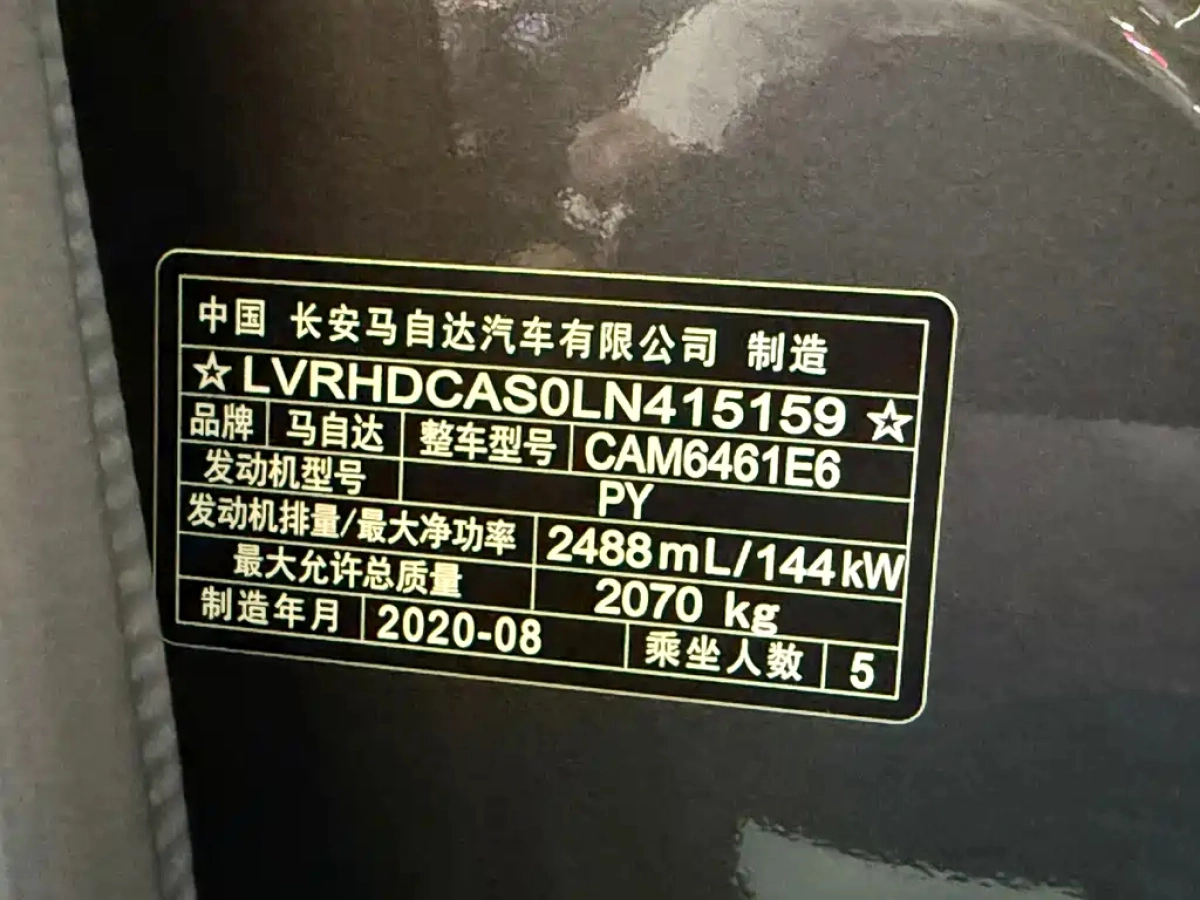 中国 长安马自达汽车有限公司 制造
☆LVRHDCAS0LN415159☆
品牌 马自达 整车型号 CAM6461E6
发动机型号 PY
发动机排量/最大净功率 2488mL/144kW
最大允许总质量 2070 kg
制造年月 2020-08 乘坐人数 5